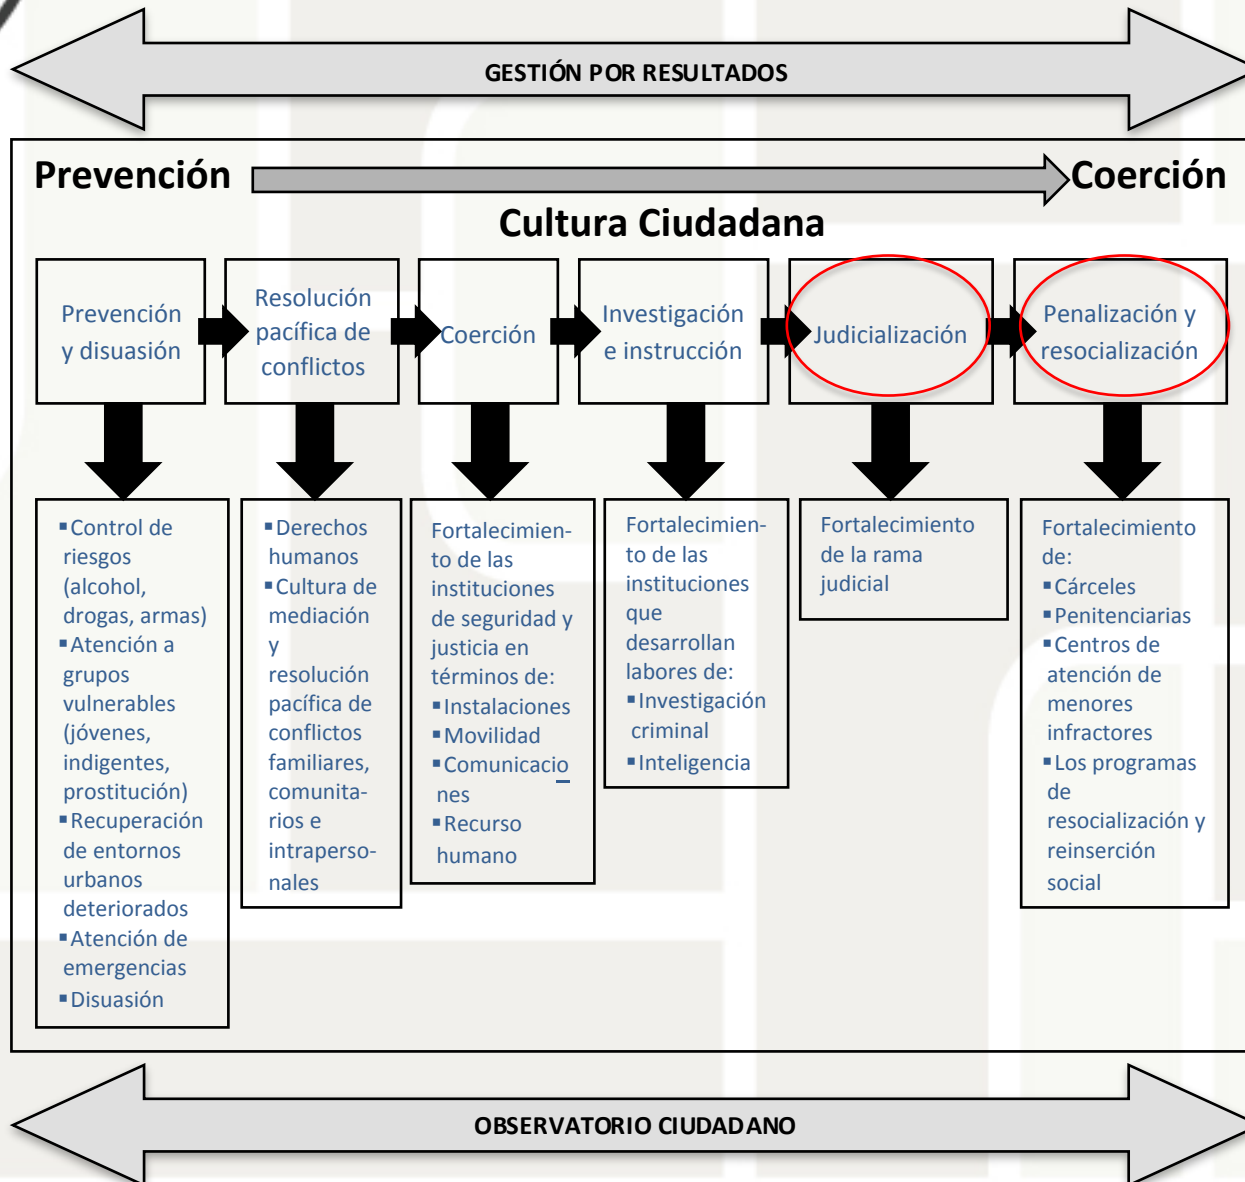 GESTIÓN POR RESULTADOS
Prevención
Coerción
Cultura Ciudadana
Prevención
y disuasión
Resolución
pacífica de
conflictos
Coerción
Investigación
e instrucción
Judicialización
Penalización y
resocialización
▪Control de
riesgos
(alcohol,
drogas, armas)
▪Atención a
grupos
vulnerables
(jóvenes,
indigentes,
prostitución)
▪Recuperación
de entornos
urbanos
deteriorados
▪Atención de
emergencias
▪Disuasión
▪Derechos
humanos
▪Cultura de
mediación
y
resolución
pacífica de
conflictos
familiares,
comunita-
rios e
intraperso-
nales
Fortalecimien-
to de las
instituciones
de seguridad y
justicia en
términos de:
▪Instalaciones
▪Movilidad
▪Comunicacio
nes
▪Recurso
humano
Fortalecimien-
to de las
instituciones
que
desarrollan
labores de:
▪Investigación
criminal
▪Inteligencia
Fortalecimiento
de la rama
judicial
Fortalecimiento
de:
▪Cárceles
▪Penitenciarias
▪Centros de
atención de
menores
infractores
▪Los programas
de
resocialización y
reinserción
social
OBSERVATORIO CIUDADANO